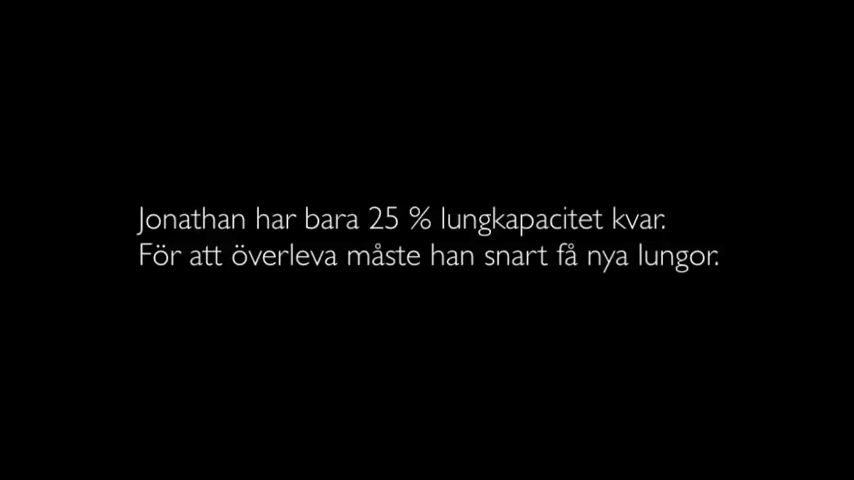 Jonathan har bara 25 % lungkapacitet kvar.
För att överleva måste han snart få nya lungor.